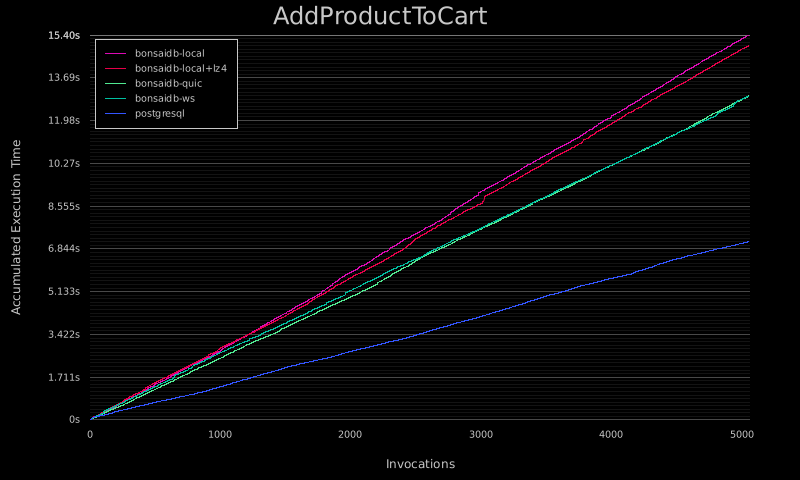 AddProductToCart
15.40s
13.69s
11.98s
10.27s
8.555s
6.844s
5.133s
3.422s
1.711s
0s
Accumulated Execution Time
bonsaidb-local
bonsaidb-local+lz4
bonsaidb-quic
bonsaidb-ws
postgresql
0 1000 2000 3000 4000 5000
Invocations